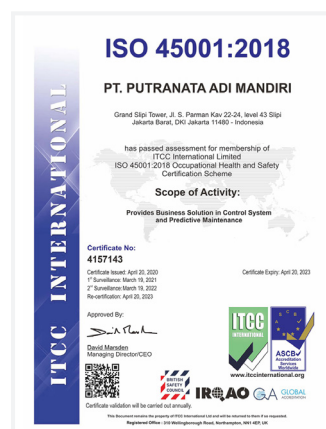 ISO 45001:2018
PT. PUTRANATA ADI MANDIRI
Grand Slipi Tower, Jl. S. Parman Kav 22-24, level 43 Slipi
Jakarta Barat, DKI Jakarta 11480 - Indonesia
has passed assessment for membership of
ITCC International Limited
ISO 45001:2018 Occupational Health and Safety
Certification Scheme
Scope of Activity:
Provides Business Solution in Control System
and Predictive Maintenance
ITCC INTERNATIONAL
Certificate No:
4157143
Certificate Issued: April 20, 2020
Certificate Expiry: April 20, 2023
1st Surveillance: March 19, 2021
2nd Surveillance: March 19, 2022
Re-certification: April 20, 2023
Approved By:
David Marsden
Managing Director/CEO
ITCC
INTERNATIONAL
ASCB
Accreditation
Services
Worldwide
www.itccinternational.org
BRITISH
SAFETY
COUNCIL
IRQAO
GA GLOBAL
ACCREDITATION
Certificate validation will be carried out annually.
This Document remains the property of ITCC International Ltd and will be returned to them if so requested.
Registered Office : 310 Wellingborough Road, Northampton, NN1 4EP, UK